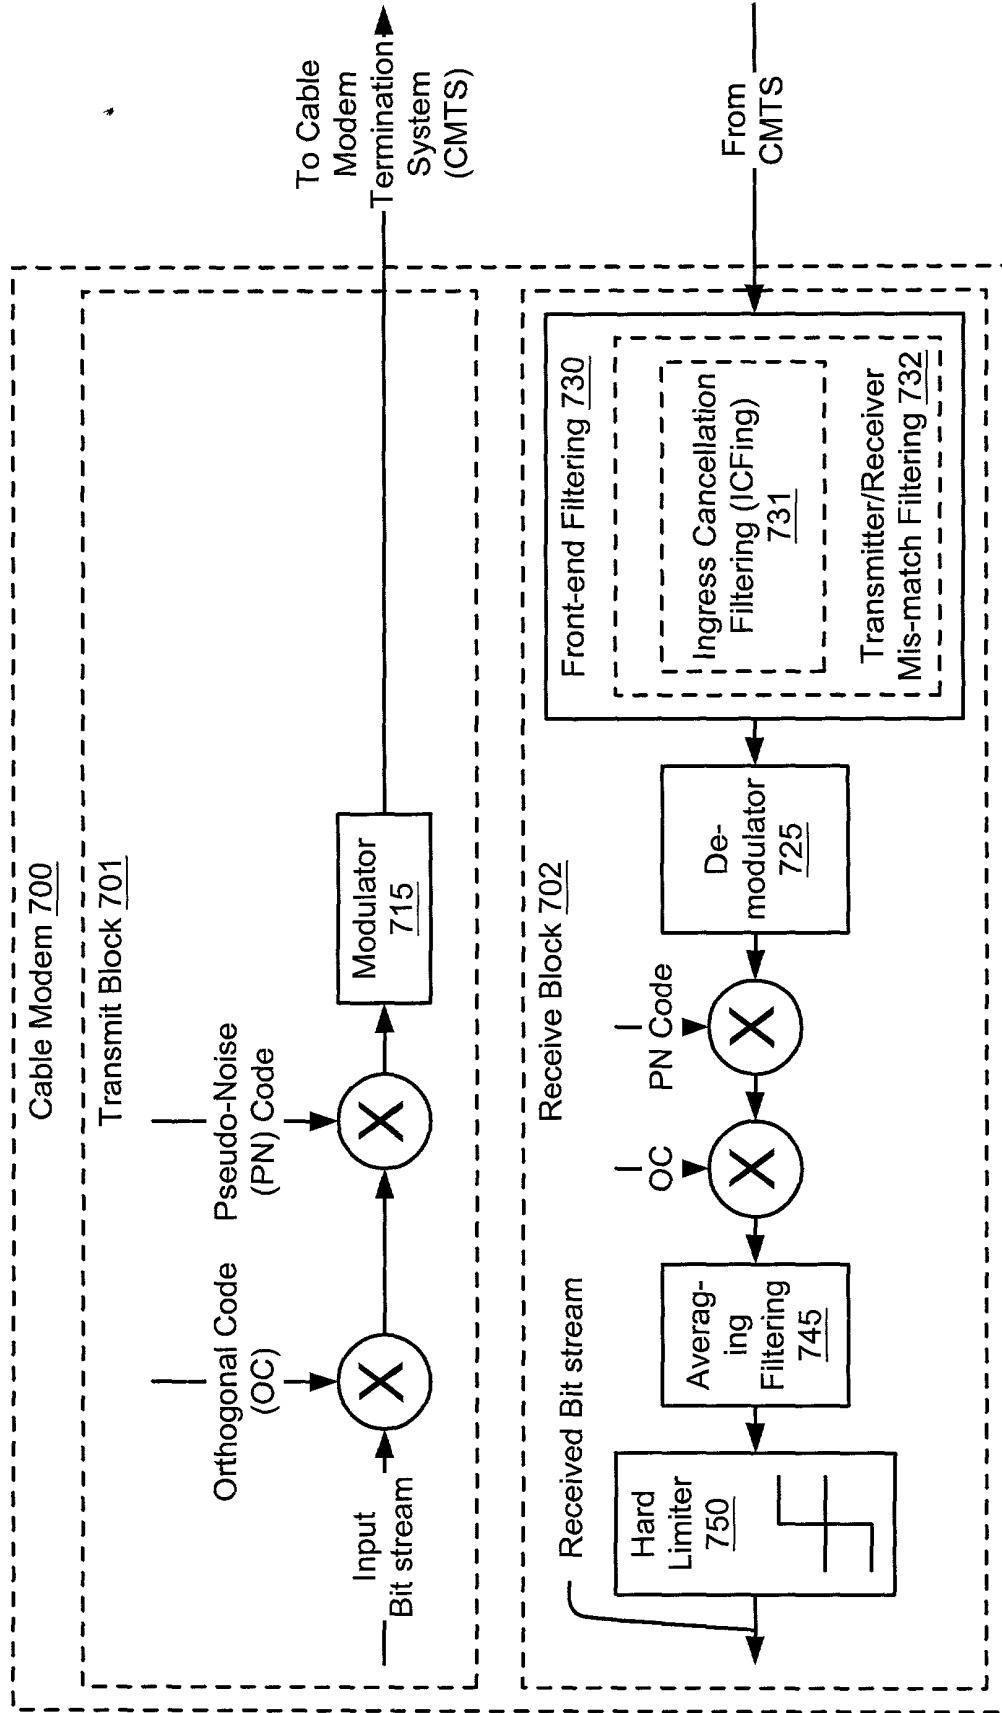 Cable Modem 700
Transmit Block 701
Orthogonal Code
(OC)
Pseudo-Noise
(PN) Code
Input
Bit stream
X
X
Modulator
715
To Cable
Modem
Termination
System
(CMTS)
Receive Block 702
Received Bit stream
Hard
Limiter
750
Averag-
ing
Filtering
745
OC
X
PN Code
X
De-
modulator
725
Front-end Filtering 730
Ingress Cancellation
Filtering (ICFing)
731
Transmitter/Receiver
Mis-match Filtering 732
From
CMTS